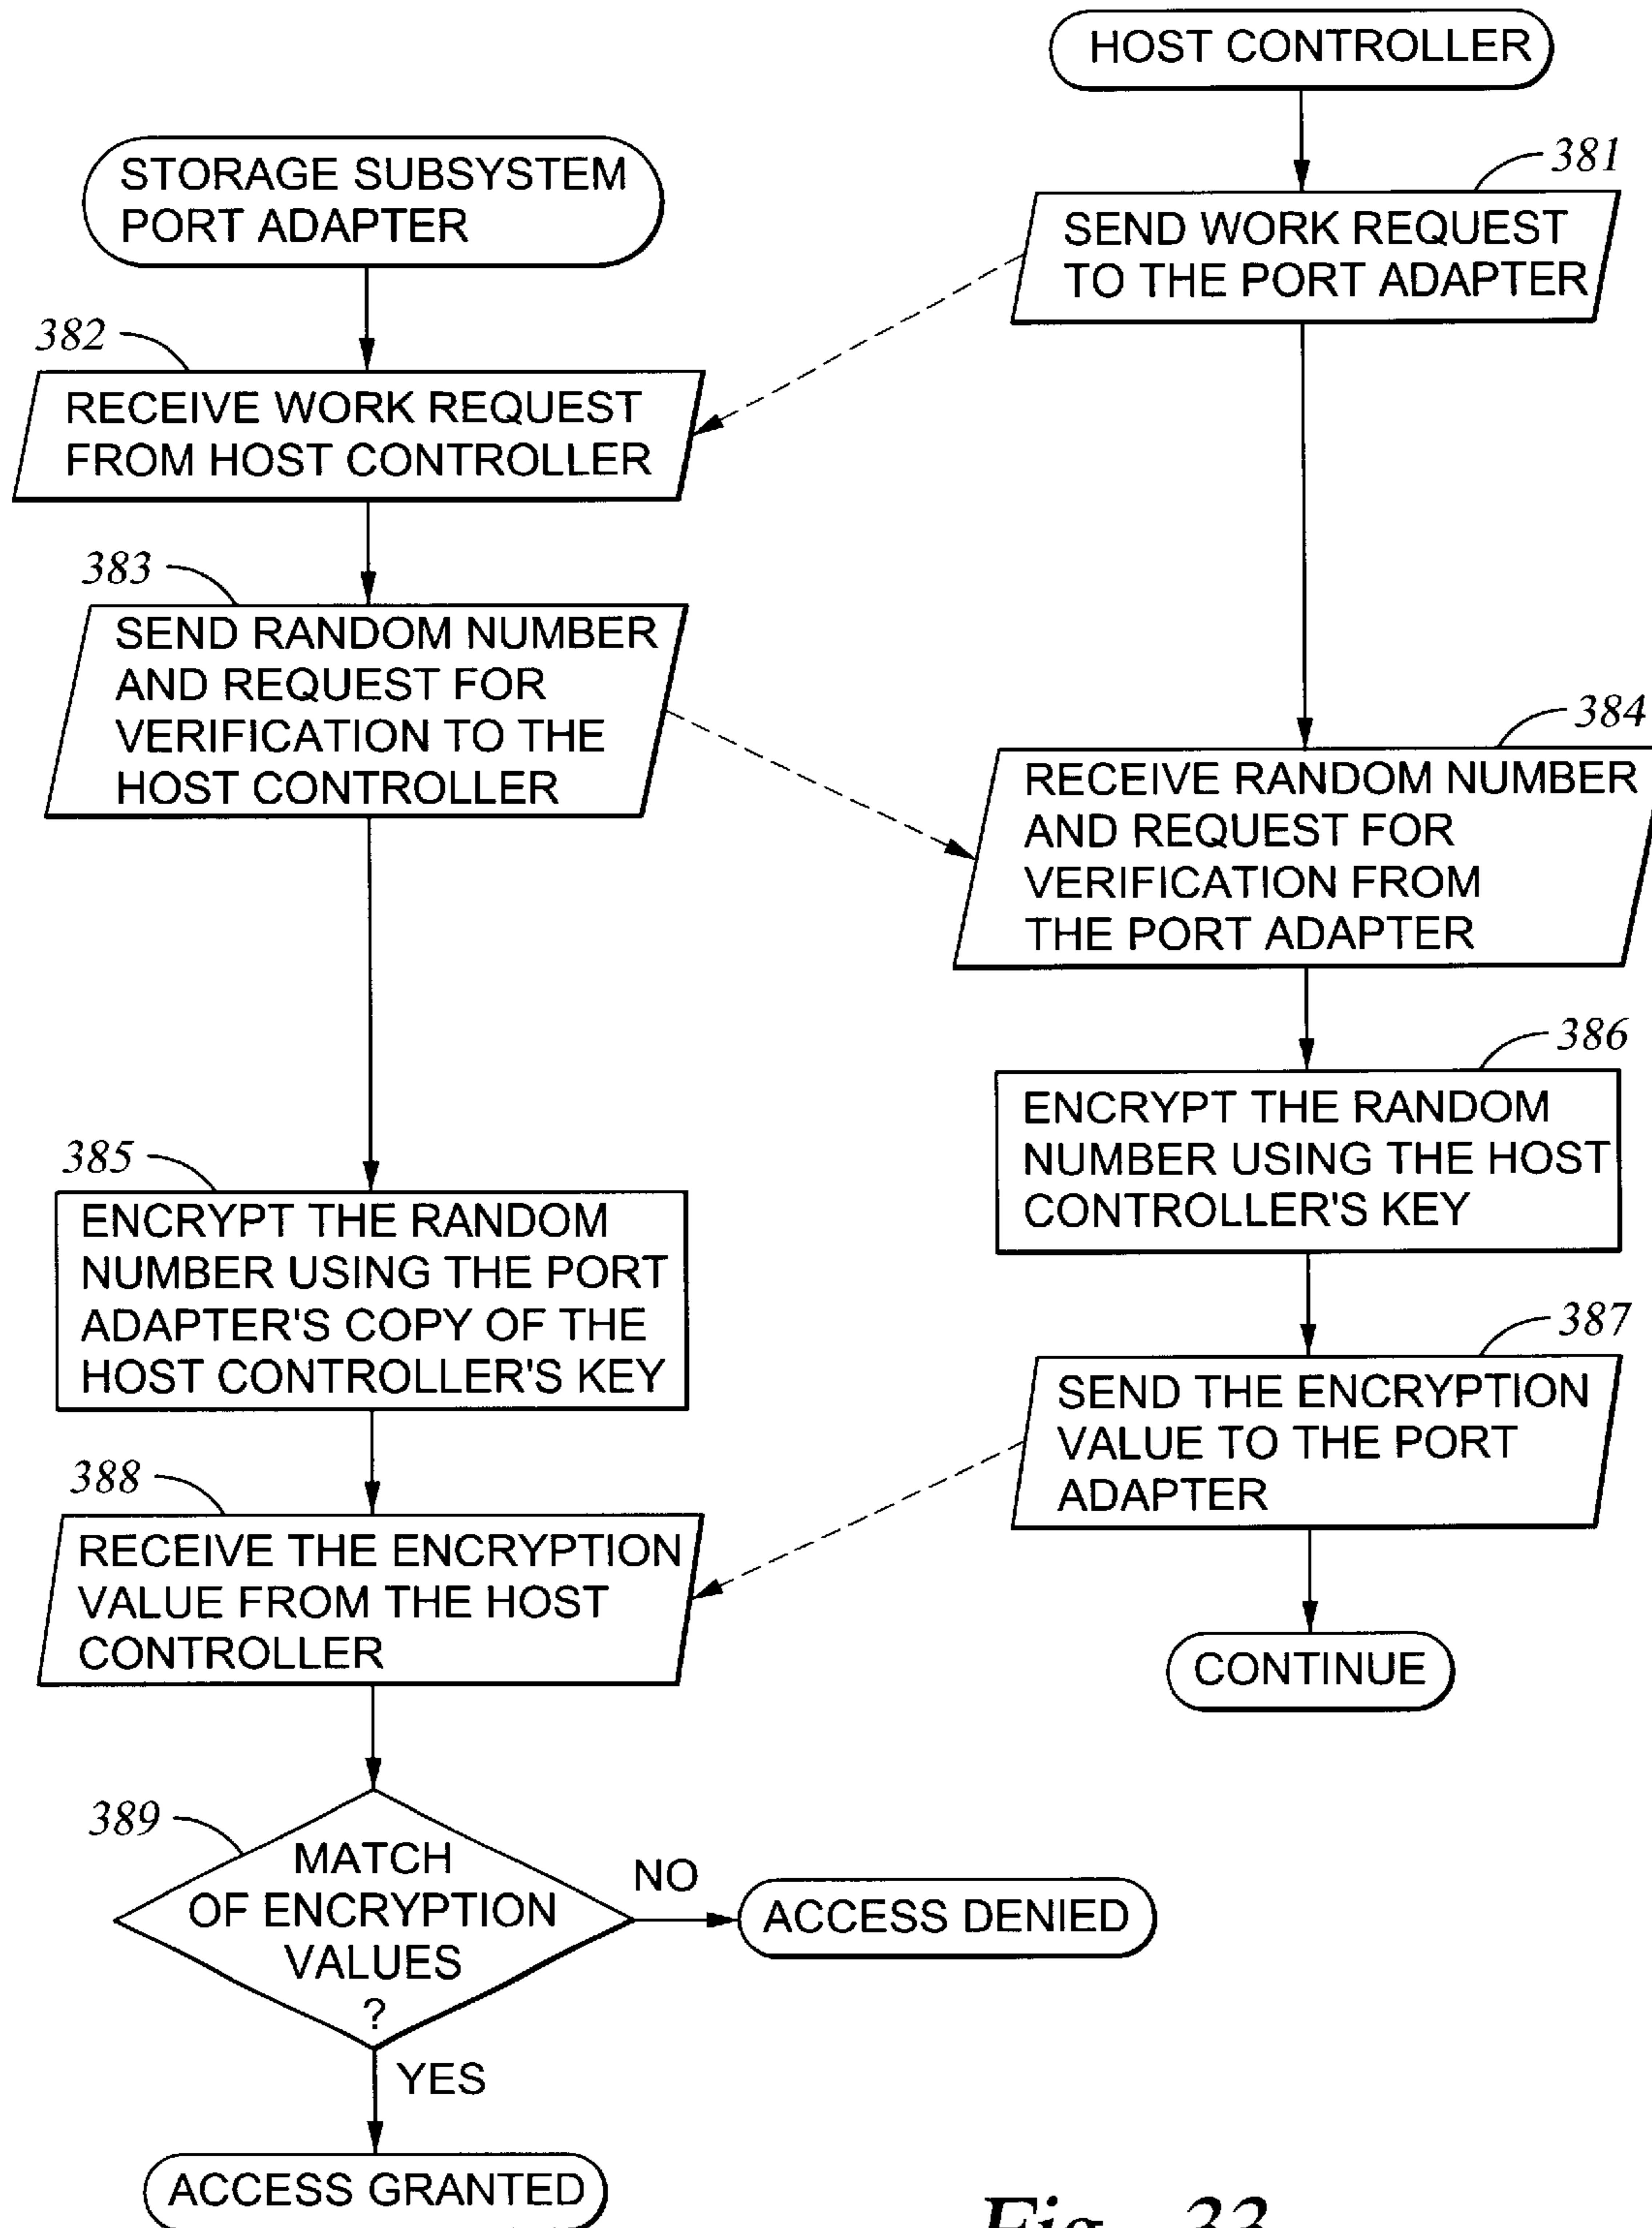 HOST CONTROLLER
381
SEND WORK REQUEST
TO THE PORT ADAPTER
STORAGE SUBSYSTEM
PORT ADAPTER
382
RECEIVE WORK REQUEST
FROM HOST CONTROLLER
383
SEND RANDOM NUMBER
AND REQUEST FOR
VERIFICATION TO THE
HOST CONTROLLER
384
RECEIVE RANDOM NUMBER
AND REQUEST FOR
VERIFICATION FROM
THE PORT ADAPTER
385
ENCRYPT THE RANDOM
NUMBER USING THE PORT
ADAPTER'S COPY OF THE
HOST CONTROLLER'S KEY
386
ENCRYPT THE RANDOM
NUMBER USING THE HOST
CONTROLLER'S KEY
387
SEND THE ENCRYPTION
VALUE TO THE PORT
ADAPTER
388
RECEIVE THE ENCRYPTION
VALUE FROM THE HOST
CONTROLLER
CONTINUE
389
MATCH
OF ENCRYPTION
VALUES
?
NO
ACCESS DENIED
YES
ACCESS GRANTED
Fig. 33